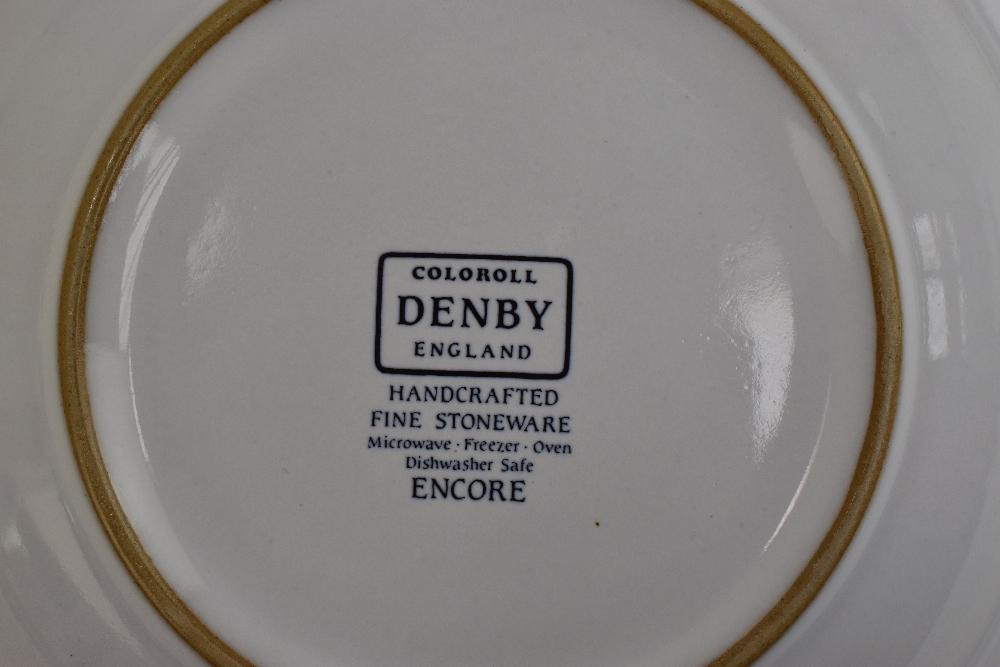 COLOROLL
DENBY
ENGLAND
HANDCRAFTED
FINE STONEWARE
Microwave · Freezer · Oven
Dishwasher Safe
ENCORE